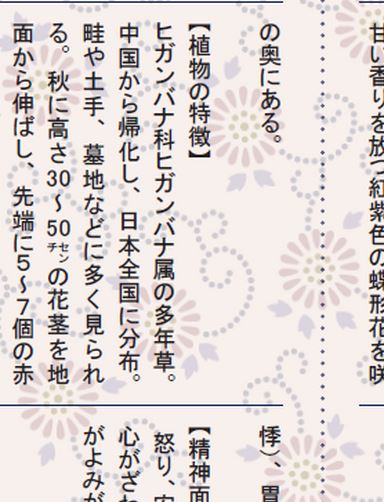 甘い香りを放つ紅紫色の蝶形花を咲
の奥にある。
【植物の特徴】
ヒガンバナ科ヒガンバナ属の多年草。
中国から帰化し、日本全国に分布。
畦や土手、墓地などに多く見られ
る。秋に高さ30～50センチの花茎を地
面から伸ばし、先端に5～7個の赤
悸)、胃
【精神面
怒り、
心がざわ
がよみが